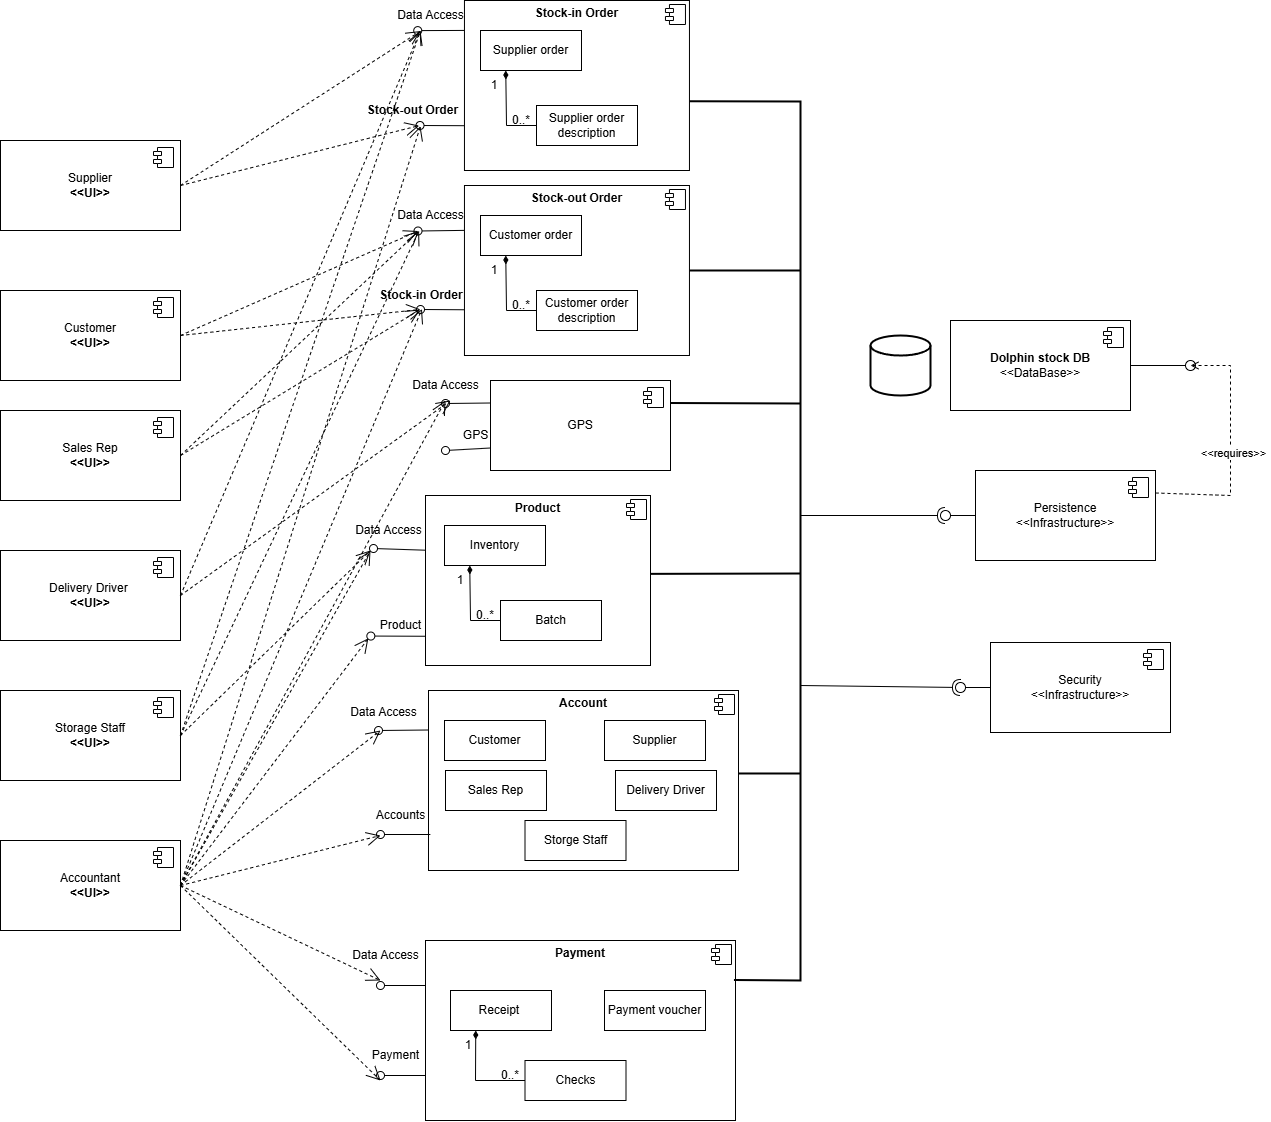 Data Access
Stock-in Order
Supplier order
1
Stock-out Order
0..*
Supplier order
description
Supplier
<<UI>>
Stock-out Order
Data Access
Customer order
1
Stock-in Order
0..*
Customer order
description
Customer
<<UI>>
Dolphin stock DB
<<DataBase>>
Data Access
GPS
GPS
Sales Rep
<<UI>>
<<requires>>
Product
Persistence
<<Infrastructure>>
Data Access
Inventory
1
0..*
Batch
Delivery Driver
<<UI>>
Product
Security
<<Infrastructure>>
Account
Data Access
Storage Staff
<<UI>>
Customer
Supplier
Sales Rep
Delivery Driver
Accounts
Storge Staff
Accountant
<<UI>>
Payment
Data Access
Receipt
Payment voucher
1
Payment
0..*
Checks